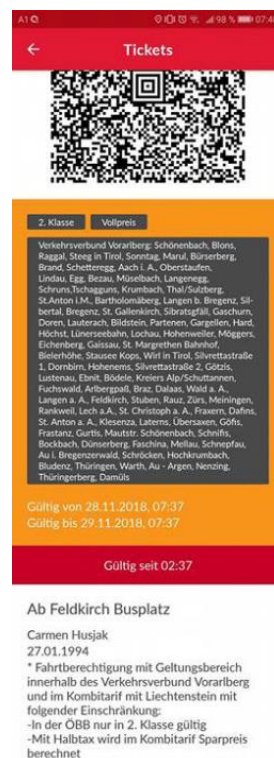 A1 98 % 07:40
Tickets
2. Klasse Vollpreis
Verkehrsverbund Vorarlberg: Schönenbach, Blons,
Raggal, Steeg in Tirol, Sonntag, Marul, Bürserberg,
Brand, Schetteregg, Aach i. A., Oberstaufen,
Lindau, Egg, Bezau, Müselbach, Langenegg,
Schruns,Tschagguns, Krumbach, Thal/Sulzberg,
St.Anton i.M., Bartholomäberg, Langen b. Bregenz, Sil-
bertal, Bregenz, St. Gallenkirch, Sibratsgfäll, Gaschurn,
Doren, Lauterach, Bildstein, Partenen, Gargellen, Hard,
Höchst, Lünerseebahn, Lochau, Hohenweiler, Möggers,
Eichenberg, Gaissau, St. Margrethen Bahnhof,
Bielerhöhe, Stausee Kops, Wirl in Tirol, Silvrettastraße
1, Dornbirn, Hohenems, Silvrettastraße 2, Götzis,
Lustenau, Ebnit, Bödele, Kreiers Alp/Schuttannen,
Fuchswald, Arlbergpaß, Braz, Dalaas, Wald a. A.,
Langen a. A., Feldkirch, Stuben, Rauz, Zürs, Meiningen,
Rankweil, Lech a.A., St. Christoph a. A., Fraxern, Dafins,
St. Anton a. A., Klesenza, Laterns, Übersaxen, Göfis,
Frastanz, Gurtis, Mautstr. Schönenbach, Schnifis,
Bockbach, Dünserberg, Faschina, Mellau, Schnepfau,
Au i. Bregenzerwald, Schröcken, Hochkrumbach,
Bludenz, Thüringen, Warth, Au - Argen, Nenzing,
Thüringerberg, Damüls
Gültig von 28.11.2018, 07:37
Gültig bis 29.11.2018, 07:37
Gültig seit 02:37
Ab Feldkirch Busplatz
Carmen Husjak
27.01.1994
* Fahrtberechtigung mit Geltungsbereich
innerhalb des Verkehrsverbund Vorarlberg
und im Kombitarif mit Liechtenstein mit
folgender Einschränkung:
-In der ÖBB nur in 2. Klasse gültig
-Mit Halbtax wird im Kombitarif Sparpreis
berechnet